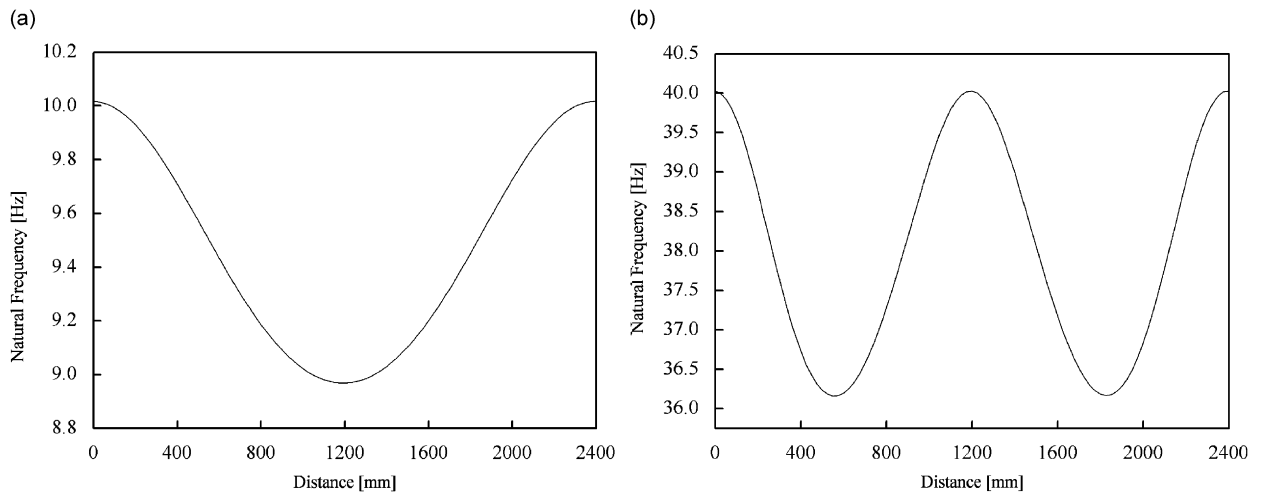 (a)
10.2
10.0
9.8
9.6
9.4
9.2
9.0
8.8
Natural Frequency [Hz]
0 400 800 1200 1600 2000 2400
Distance [mm]
(b)
40.5
40.0
39.5
39.0
38.5
38.0
37.5
37.0
36.5
36.0
Natural Frequency [Hz]
0 400 800 1200 1600 2000 2400
Distance [mm]